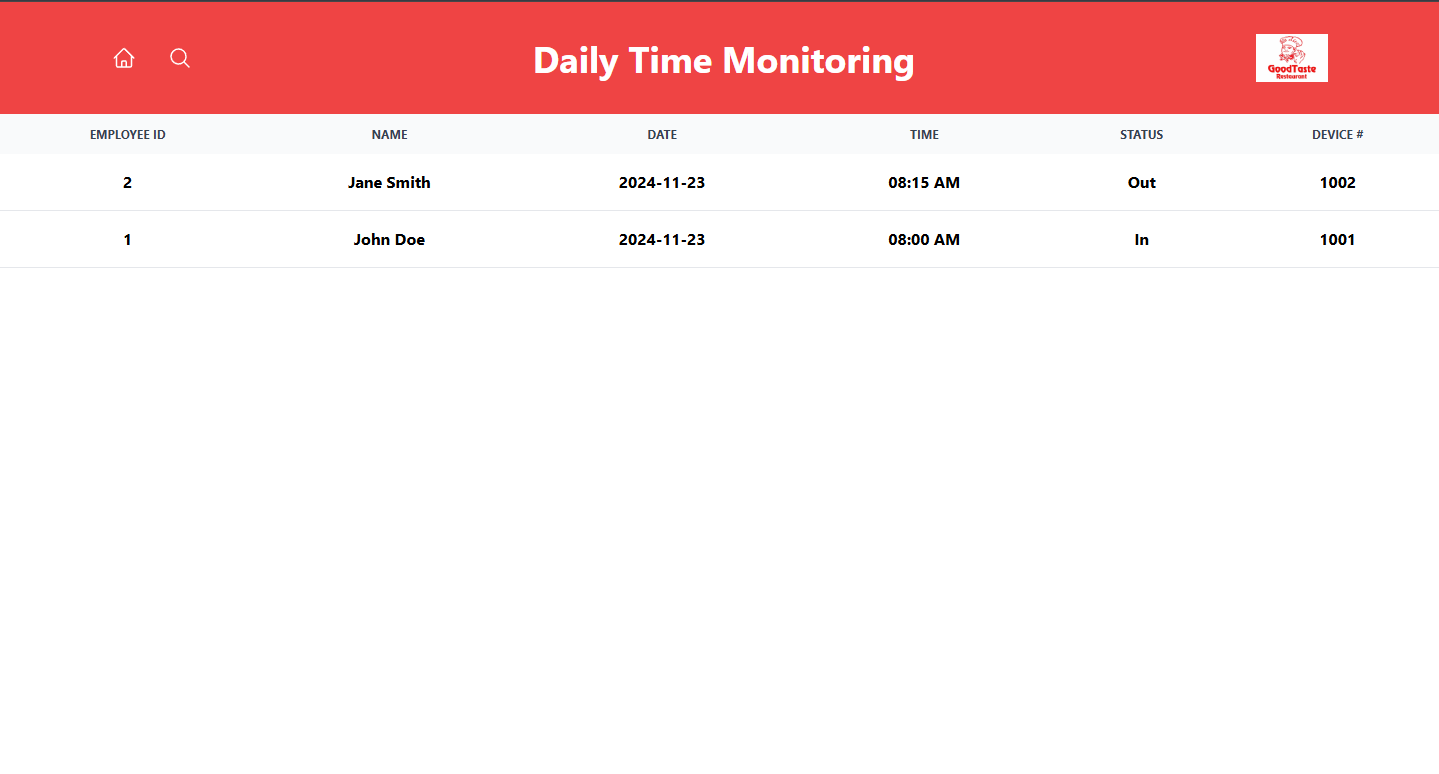 Daily Time Monitoring
GoodTaste
Restaurant
EMPLOYEE ID NAME DATE TIME STATUS DEVICE #
2 Jane Smith 2024-11-23 08:15 AM Out 1002
1 John Doe 2024-11-23 08:00 AM In 1001